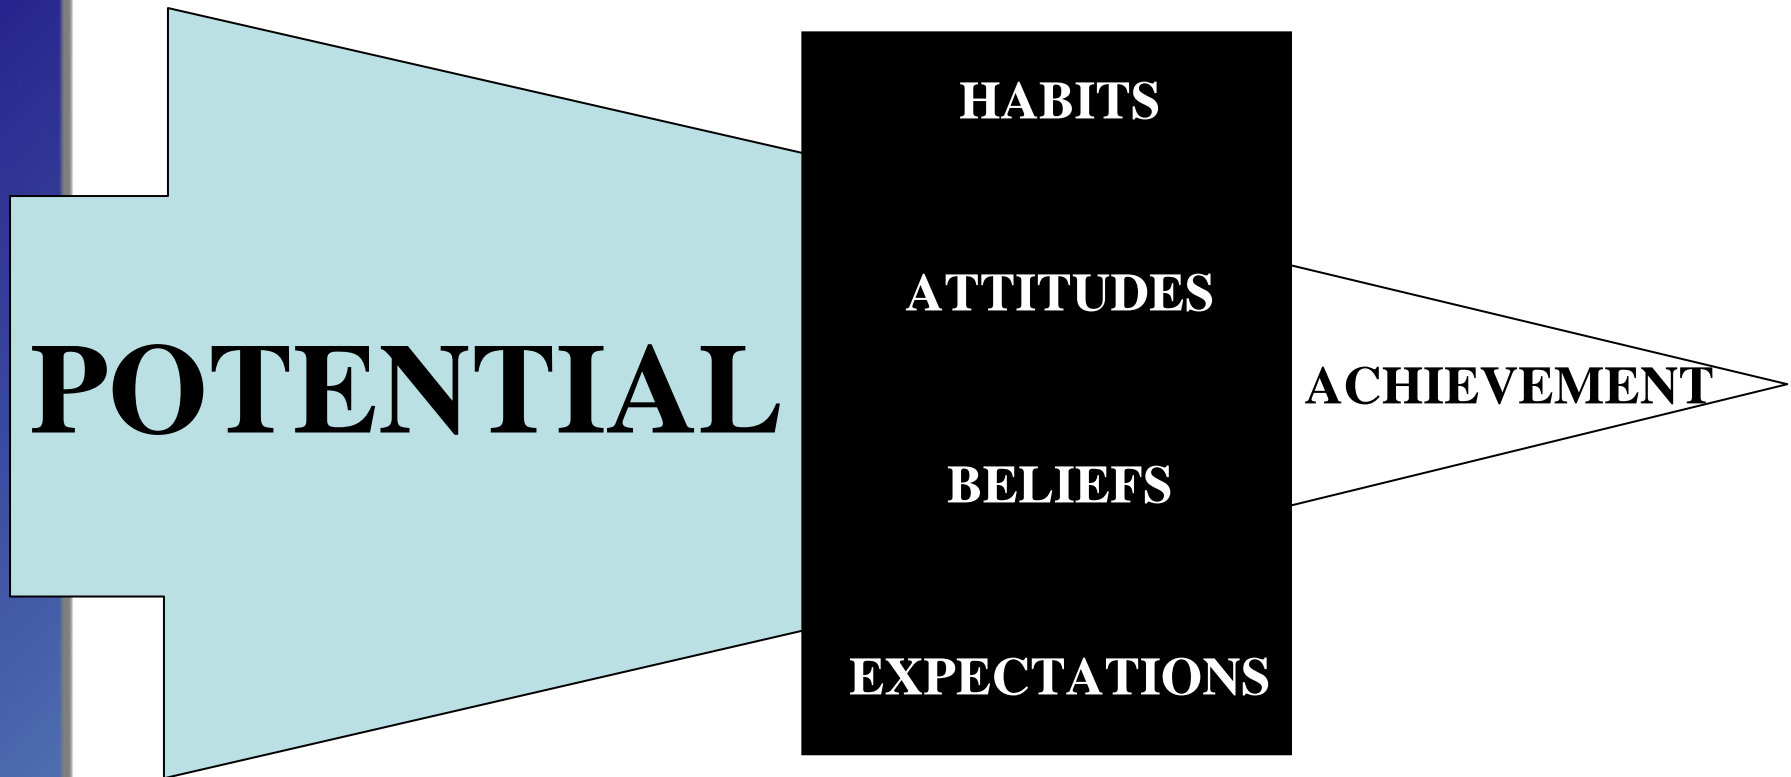 POTENTIAL
HABITS
ATTITUDES
BELIEFS
EXPECTATIONS
ACHIEVEMENT